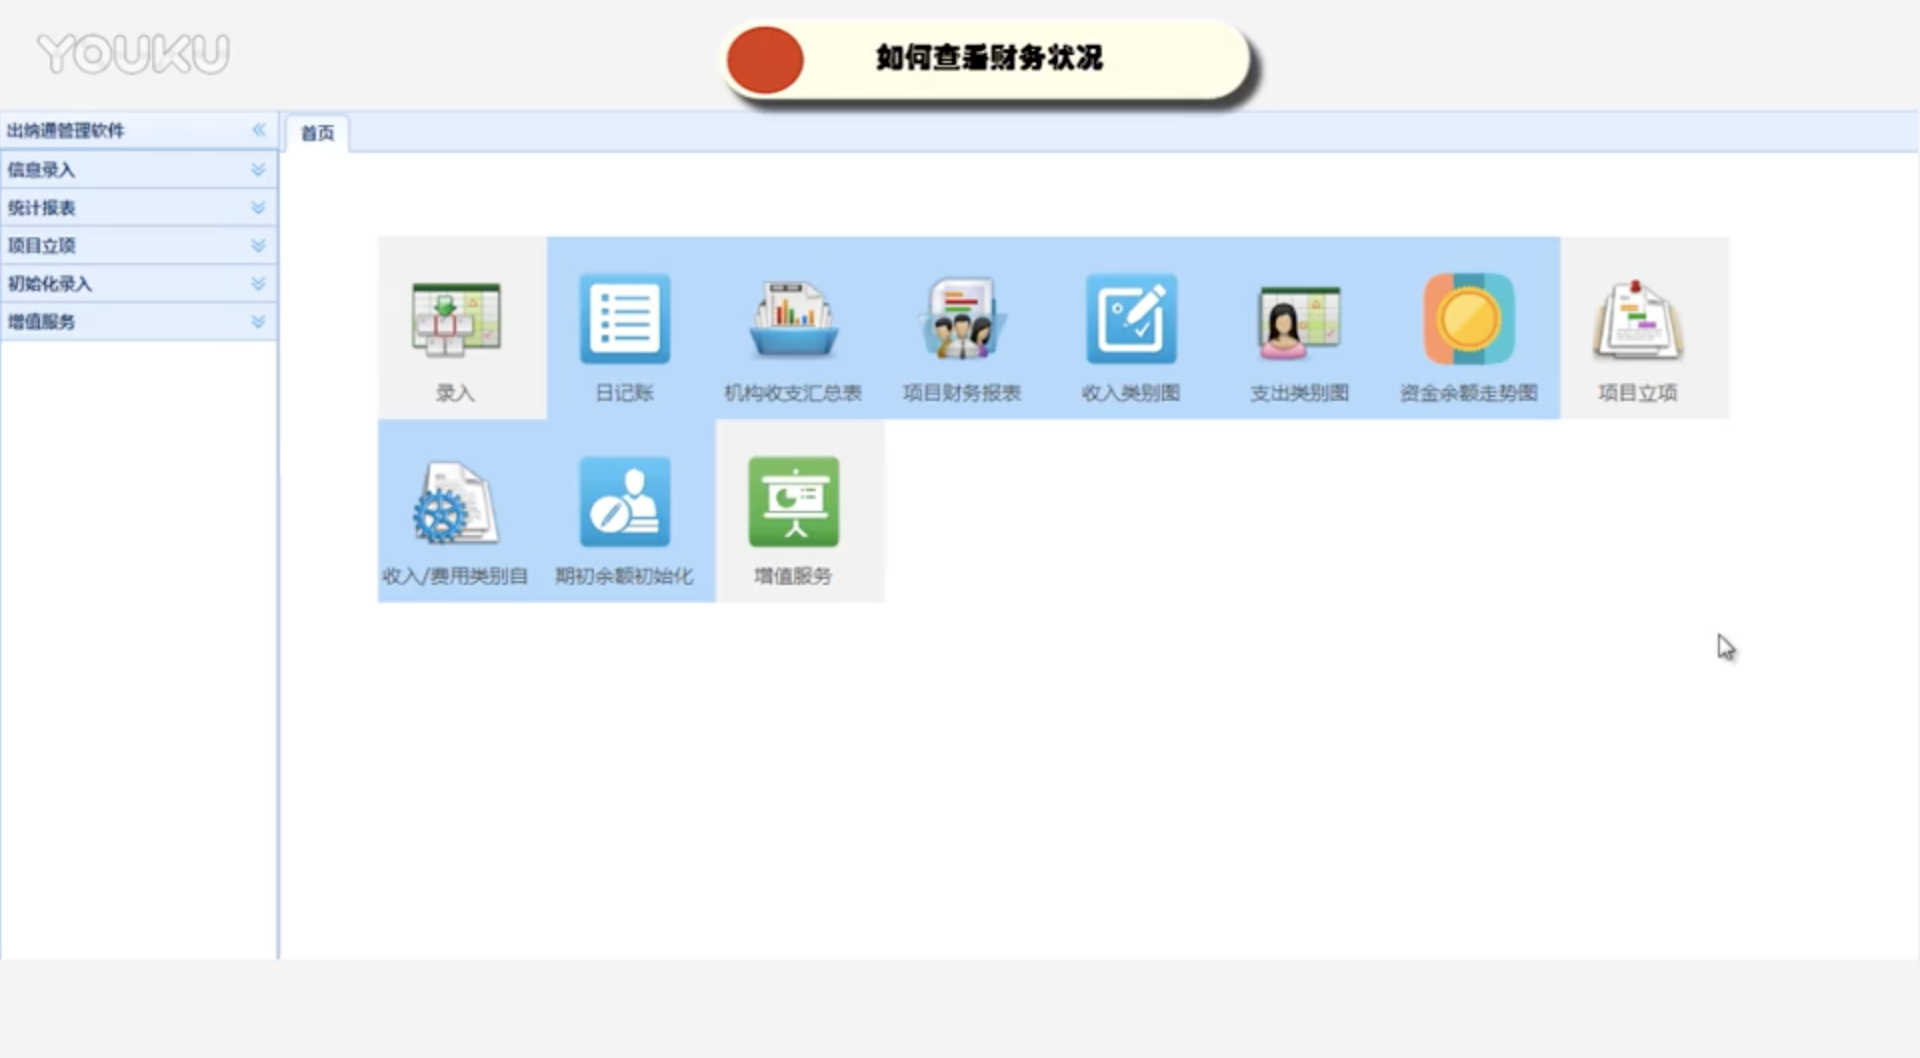 YOUKU
如何查看财务状况
出纳通管理软件
首页
信息录入
统计报表
项目立项
初始化录入
增值服务
录入
日记账
机构收支汇总表
项目财务报表
收入类别图
支出类别图
资金余额走势图
项目立项
收入/费用类别自
期初余额初始化
增值服务